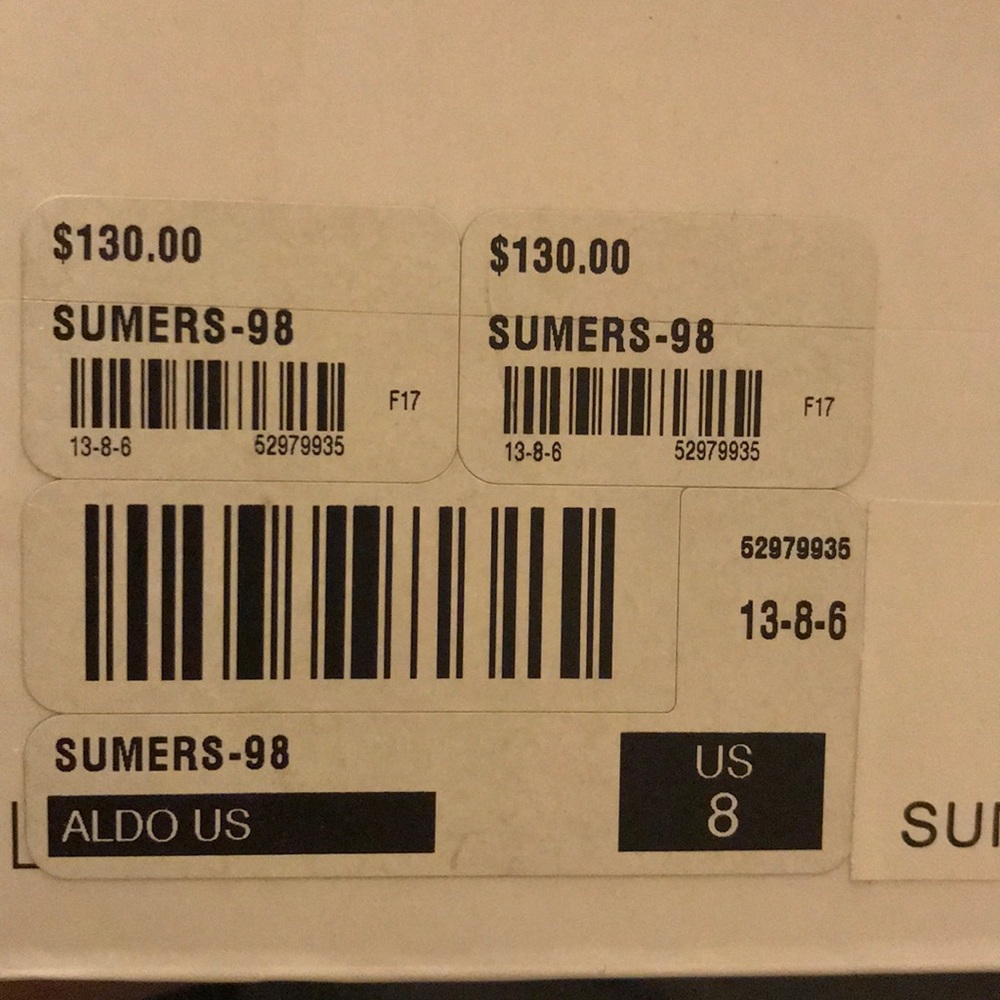 $130.00
SUMERS-98
F17
13-8-6 52979935
$130.00
SUMERS-98
F17
13-8-6 52979935
52979935
13-8-6
SUMERS-98
ALDO US
US
8